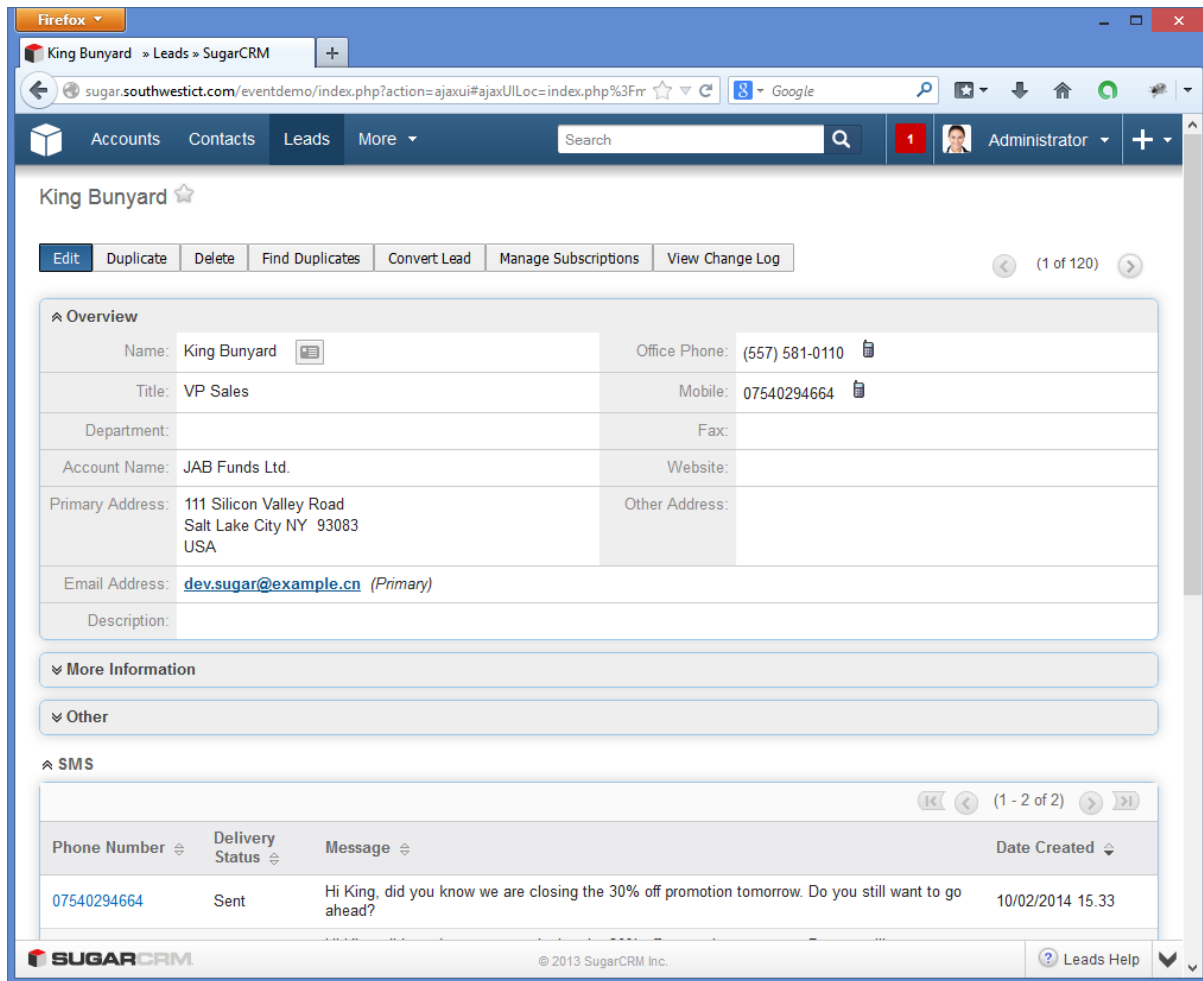 Firefox
King Bunyard » Leads » SugarCRM
sugar.southwestict.com/eventdemo/index.php?action=ajaxui#ajaxUILoc=index.php%3Fm
8 Google
Accounts Contacts Leads More Search 1 Administrator
King Bunyard
Edit Duplicate Delete Find Duplicates Convert Lead Manage Subscriptions View Change Log (1 of 120)
Overview
Name: King Bunyard Office Phone: (557) 581-0110
Title: VP Sales Mobile: 07540294664
Department: Fax:
Account Name: JAB Funds Ltd. Website:
Primary Address: 111 Silicon Valley Road Other Address:
Salt Lake City NY 93083
USA
Email Address: dev.sugar@example.cn (Primary)
Description:
More Information
Other
SMS
(1 - 2 of 2)
Phone Number Delivery Status Message Date Created
07540294664 Sent Hi King, did you know we are closing the 30% off promotion tomorrow. Do you still want to go 10/02/2014 15.33
ahead?
SUGARCRM. © 2013 SugarCRM Inc. ? Leads Help